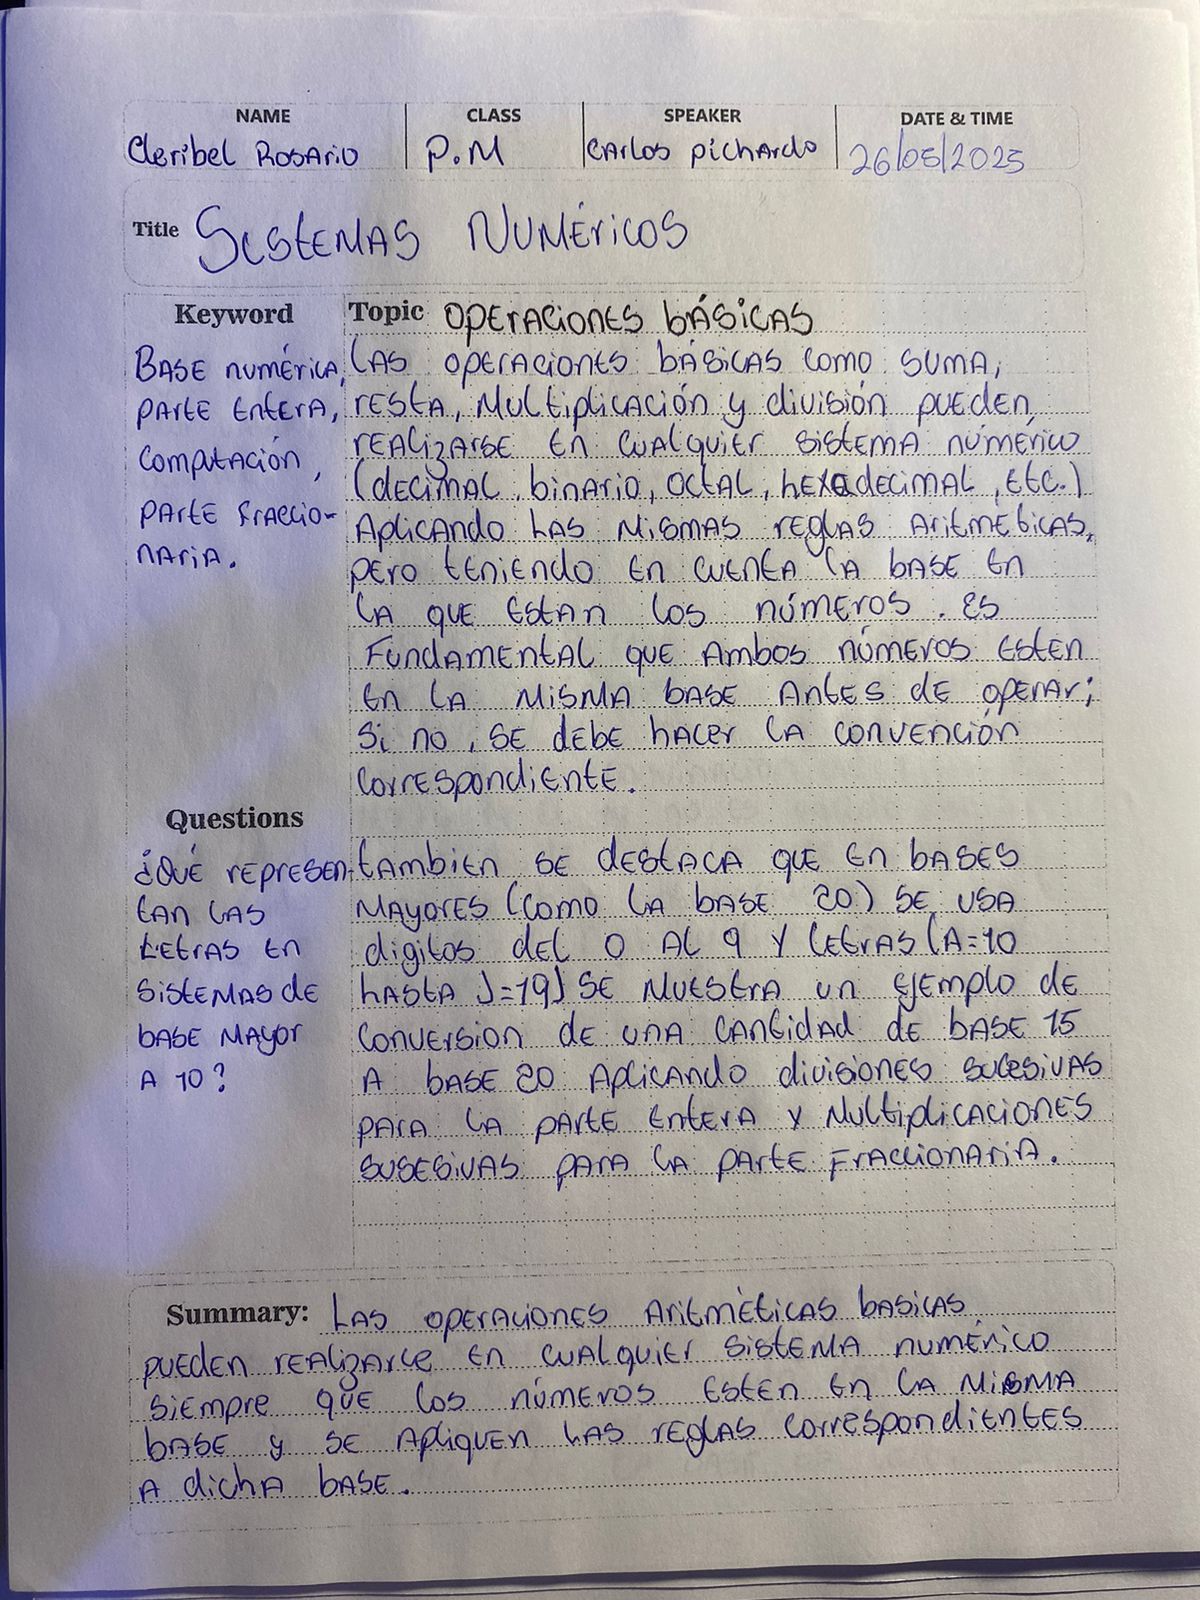 NAME CLASS SPEAKER DATE & TIME
Cleribel Rosario P.M Carlos Pichardo 26/05/2025
Title Sistemas Numéricos
Keyword
Base numérica,
parte entera,
computación,
parte fraccio-
naria.
Topic Operaciones básicas
Las operaciones básicas como suma,
resta, multiplicación y división pueden
realizarse en cualquier sistema numérico
(decimal, binario, octal, hexadecimal, etc.)
Aplicando las mismas reglas aritmeticas,
pero teniendo en cuenta la base en
la que estan los números. es
Fundamental que ambos números esten
en la misma base antes de operar;
si no, se debe hacer la convención
correspondiente.
Questions
¿Qué represen-
tan las
letras en
sistemas de
base mayor
a 10?
tambien se destaca que en bases
mayores (como la base 20) se usa
digitos del 0 al 9 y letras (A=10
hasta J=19) se muestra un ejemplo de
conversion de una cantidad de base 15
a base 20 aplicando divisiones sucesivas
para la parte entera y multiplicaciones
susesivas para la parte fraccionaria.
Summary: Las operaciones aritméticas basicas
pueden realizarce en cualquier sistema numérico
siempre que los números estén en la misma
base y se apliquen las reglas correspondientes
a dicha base.